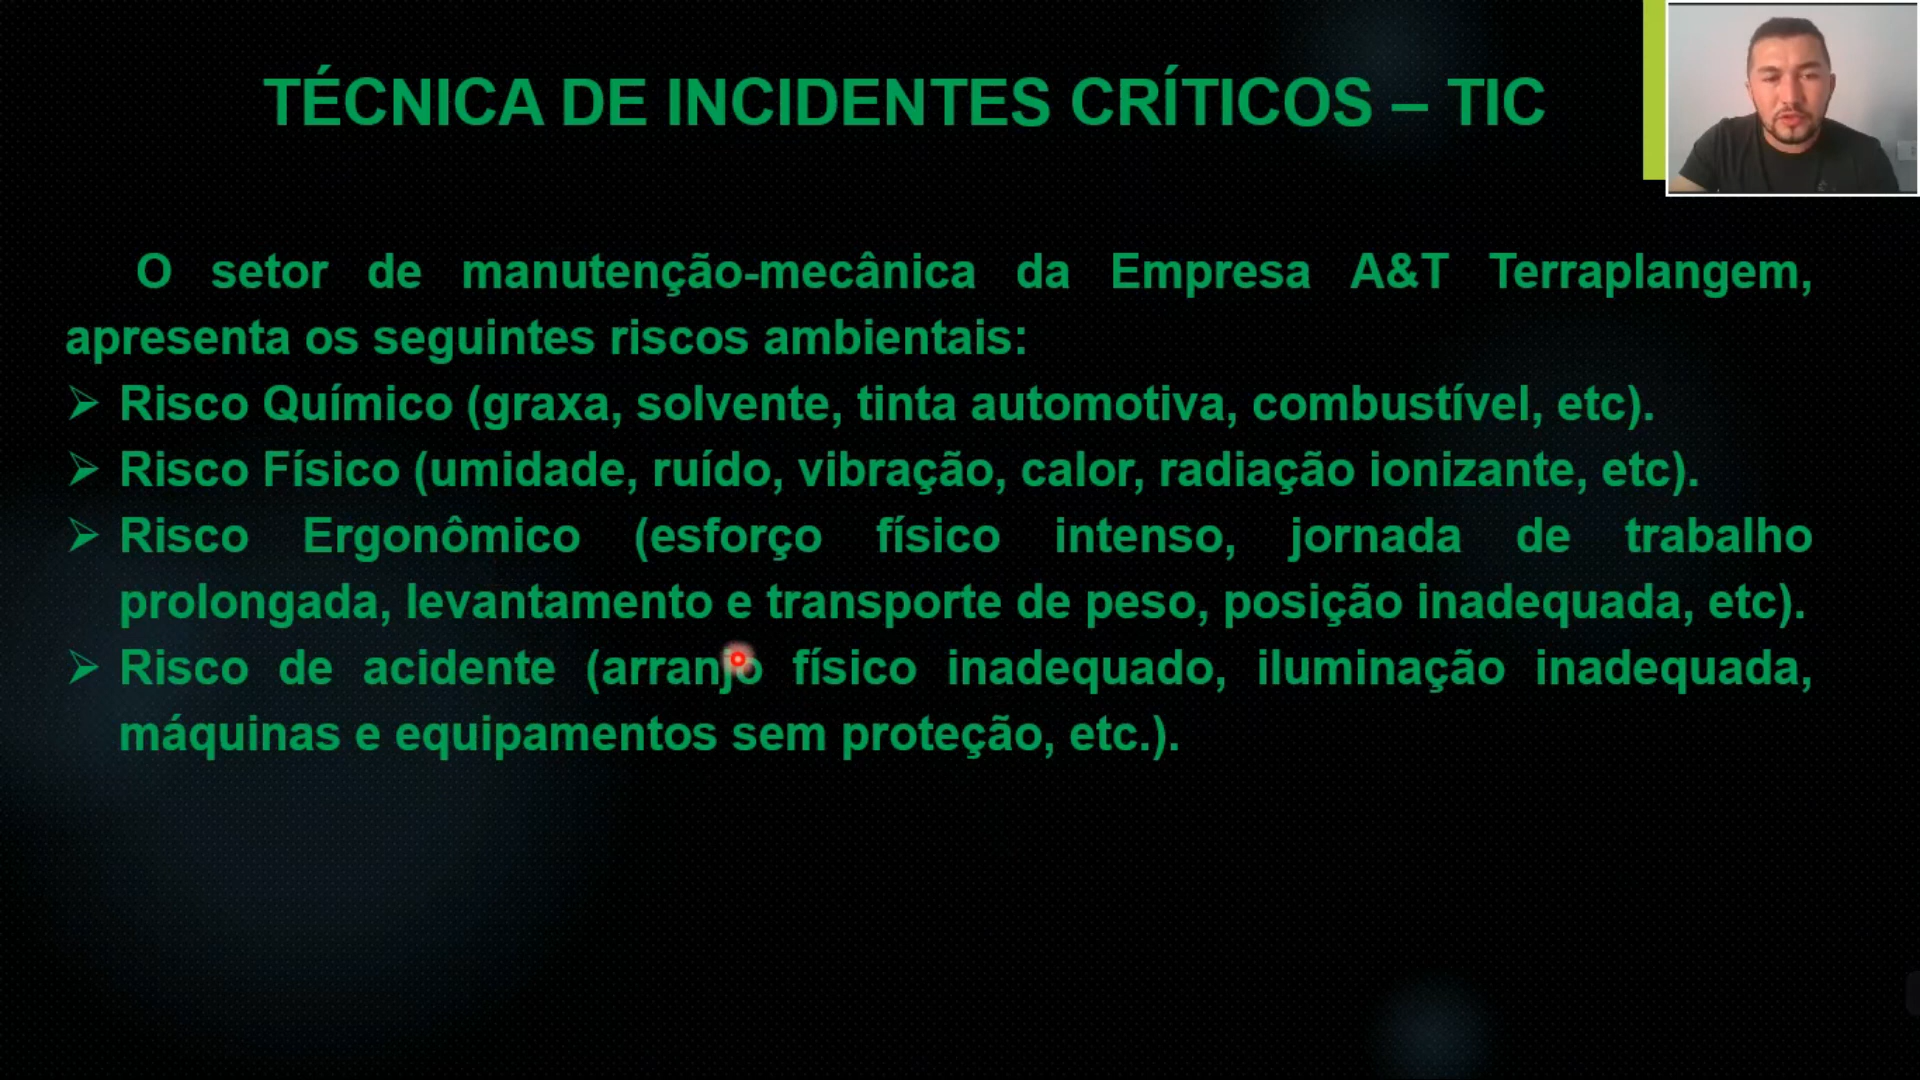 TÉCNICA DE INCIDENTES CRÍTICOS – TIC
O setor de manutenção-mecânica da Empresa A&T Terraplangem,
apresenta os seguintes riscos ambientais:
➢ Risco Químico (graxa, solvente, tinta automotiva, combustível, etc).
➢ Risco Físico (umidade, ruído, vibração, calor, radiação ionizante, etc).
➢ Risco Ergonômico (esforço físico intenso, jornada de trabalho
prolongada, levantamento e transporte de peso, posição inadequada, etc).
➢ Risco de acidente (arranjo físico inadequado, iluminação inadequada,
máquinas e equipamentos sem proteção, etc.).